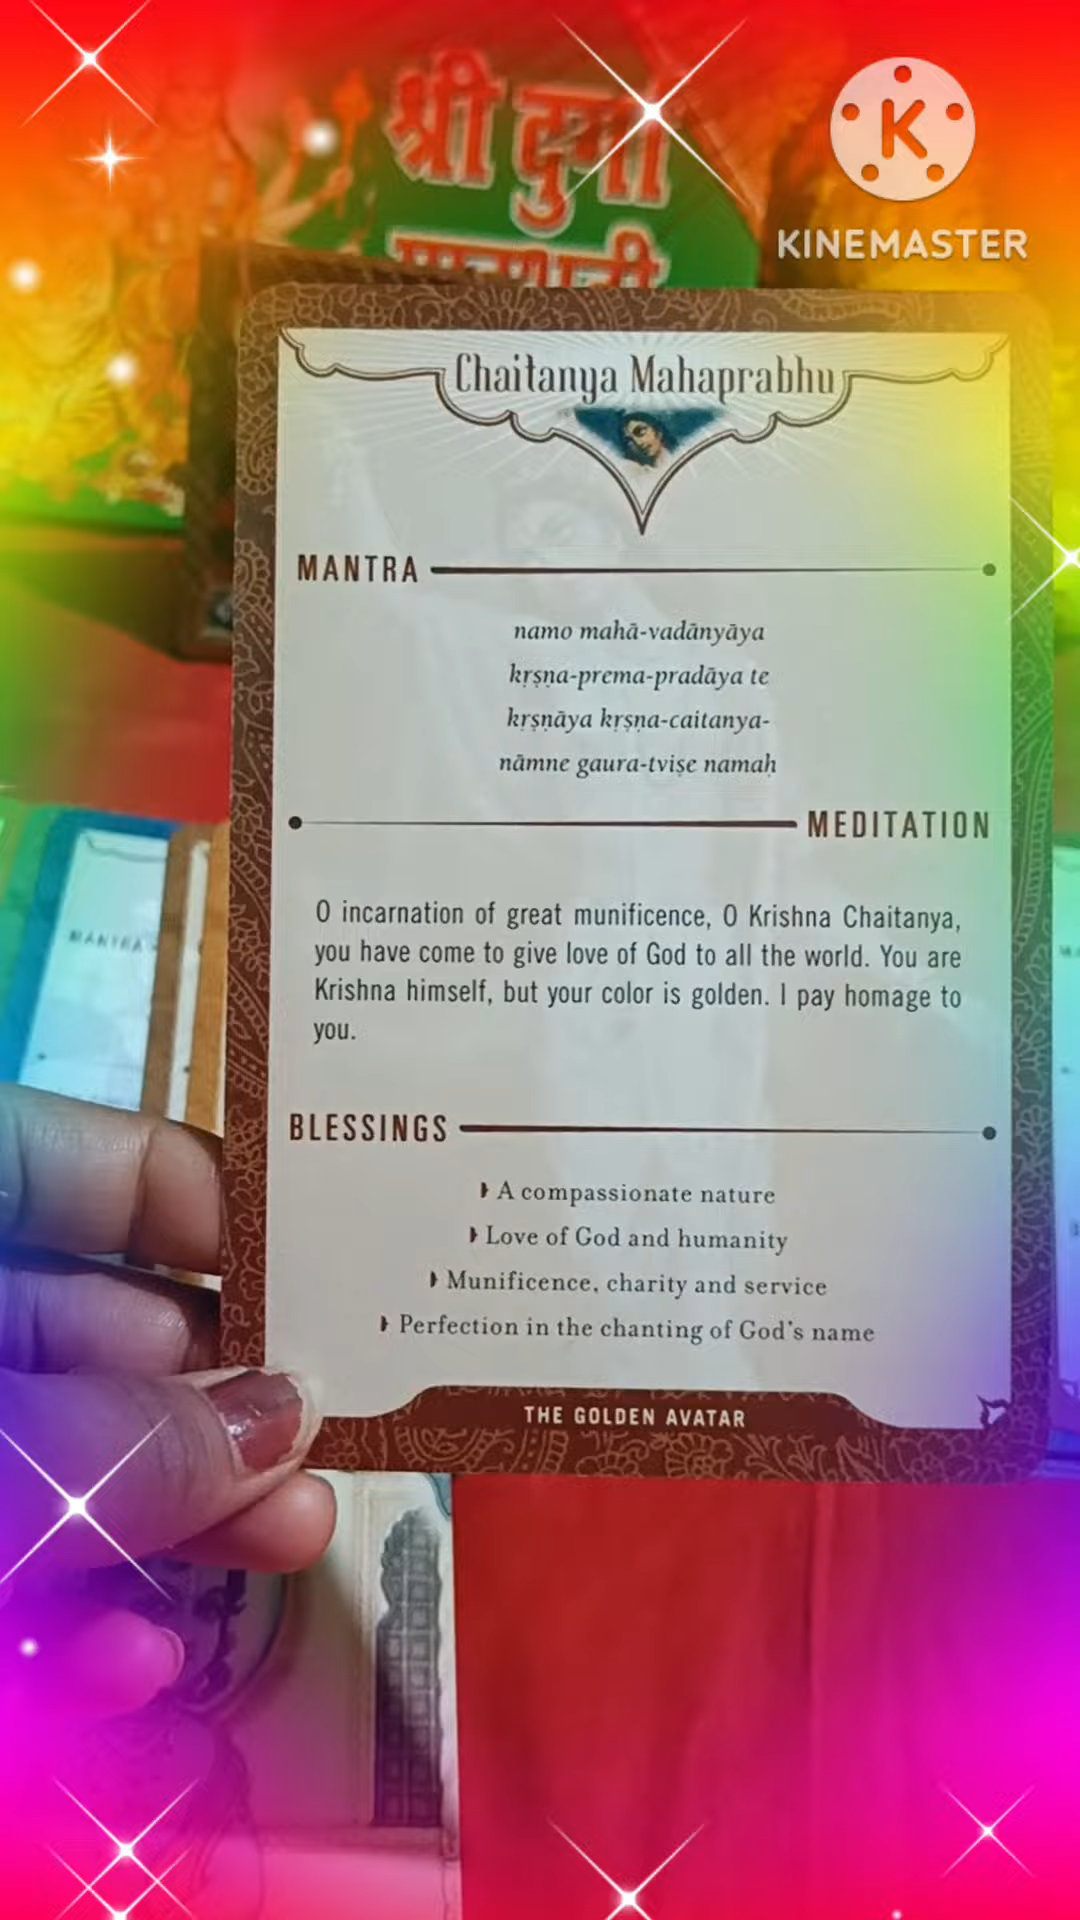 श्री दुर्गा
K
KINEMASTER
Chaitanya Mahaprabhu
MANTRA
namo mahā-vadānyāya
kṛṣṇa-prema-pradāya te
kṛṣṇāya kṛṣṇa-caitanya-
nāmne gaura-tviṣe namaḥ
MEDITATION
O incarnation of great munificence, O Krishna Chaitanya,
you have come to give love of God to all the world. You are
Krishna himself, but your color is golden. I pay homage to
you.
BLESSINGS
A compassionate nature
Love of God and humanity
Munificence, charity and service
Perfection in the chanting of God's name
THE GOLDEN AVATAR
MANTRA